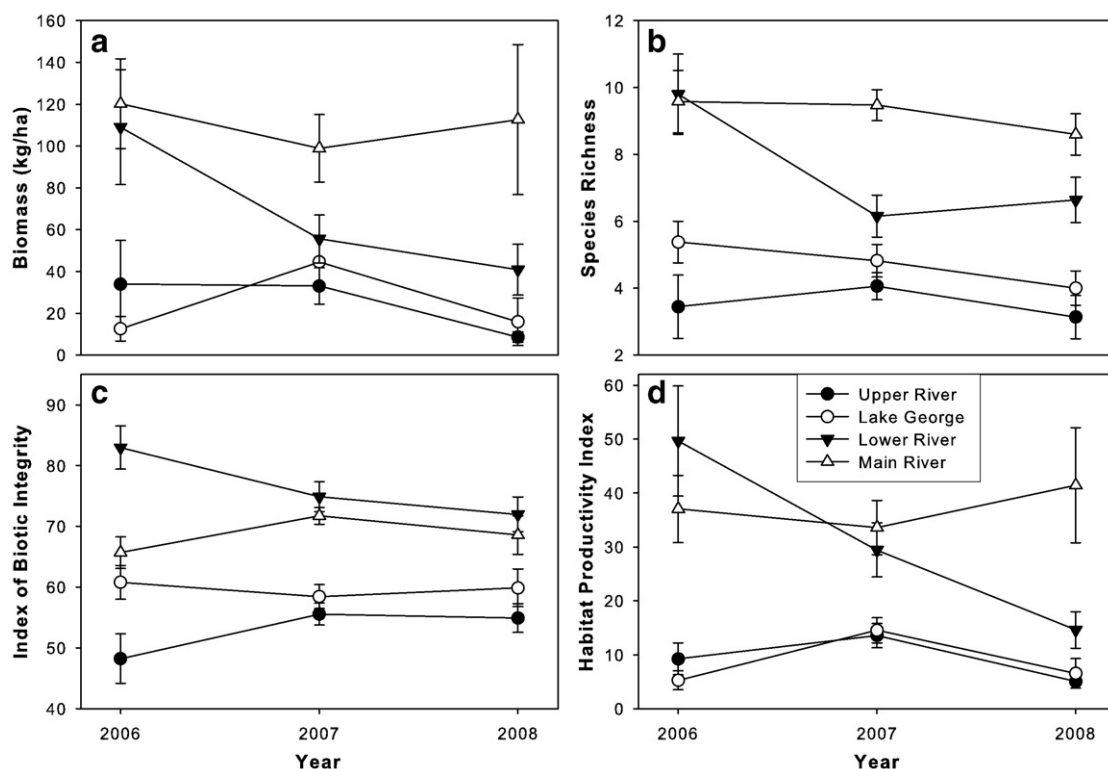 a
Biomass (kg/ha)
160
140
120
100
80
60
40
20
0
b
Species Richness
12
10
8
6
4
2
c
Index of Biotic Integrity
90
80
70
60
50
40
2006
2007
2008
Year
d
Habitat Productivity Index
60
50
40
30
20
10
0
Upper River
Lake George
Lower River
Main River
2006
2007
2008
Year